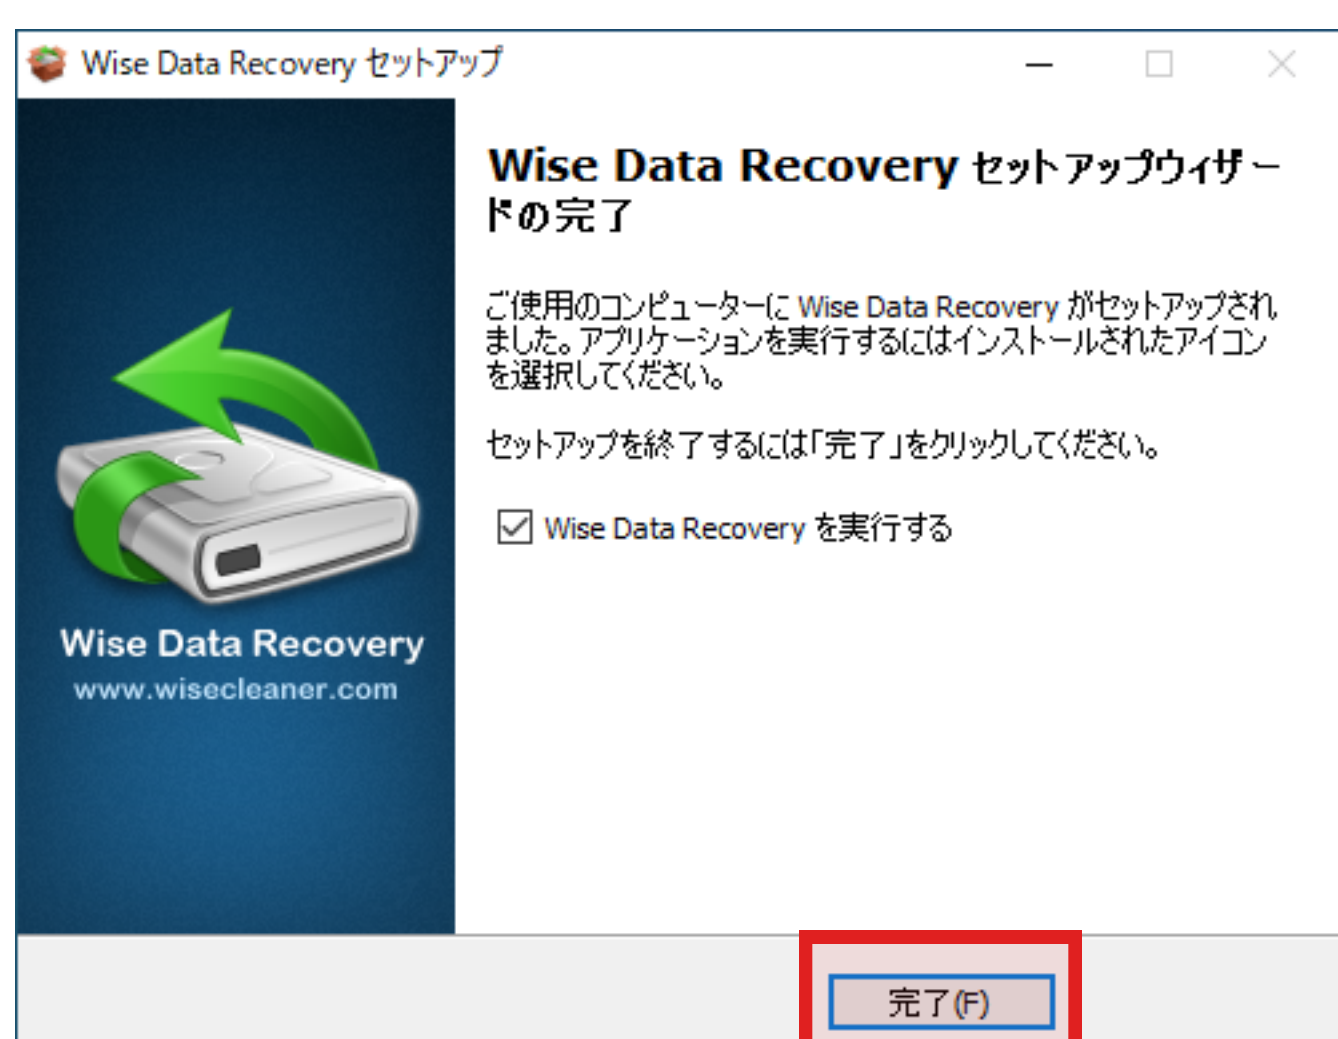 Wise Data Recovery セットアップ
Wise Data Recovery セットアップウィザー
ドの完了
ご使用のコンピューターに Wise Data Recovery がセットアップされ
ました。アプリケーションを実行するにはインストールされたアイコン
を選択してください。
セットアップを終了するには「完了」をクリックしてください。
Wise Data Recovery を実行する
Wise Data Recovery
www.wisecleaner.com
完了(F)